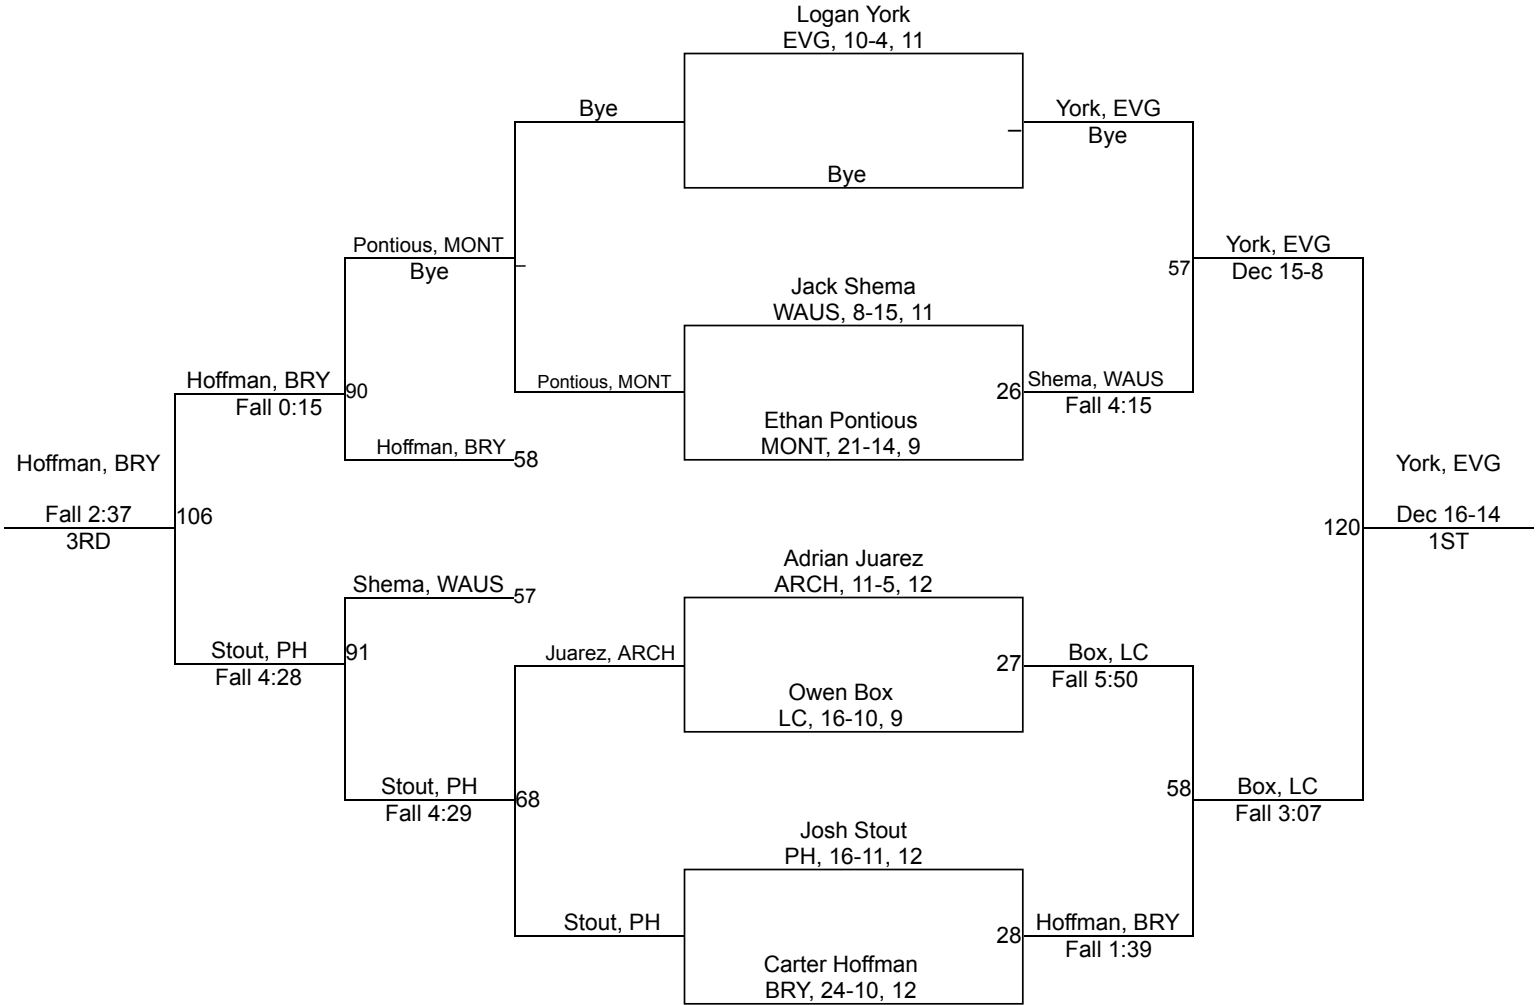 Logan York
EVG, 10-4, 11
Bye
York, EVG
–
Bye
Bye
Pontious, MONT
Bye
–
York, EVG
57
Dec 15-8
Jack Shema
WAUS, 8-15, 11
Hoffman, BRY
90
Fall 0:15
Pontious, MONT
26
Shema, WAUS
Fall 4:15
Ethan Pontious
MONT, 21-14, 9
Hoffman, BRY
58
Hoffman, BRY
York, EVG
Fall 2:37
106
3RD
120
Dec 16-14
1ST
Adrian Juarez
ARCH, 11-5, 12
Shema, WAUS
57
Stout, PH
91
Fall 4:28
Juarez, ARCH
27
Box, LC
Fall 5:50
Owen Box
LC, 16-10, 9
Stout, PH
68
Fall 4:29
58
Box, LC
Fall 3:07
Josh Stout
PH, 16-11, 12
Stout, PH
28
Hoffman, BRY
Fall 1:39
Carter Hoffman
BRY, 24-10, 12